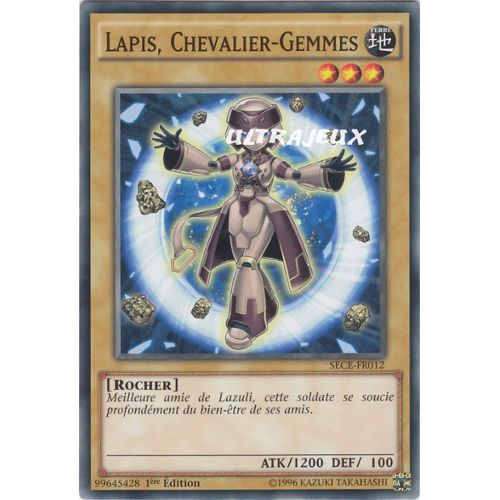 LAPIS, CHEVALIER-GEMMES
TERRE
地
ULTRAJEUX
SECE-FR012
[ROCHER]
Meilleure amie de Lazuli, cette soldate se soucie
profondément du bien-être de ses amis.
ATK/1200 DEF/ 100
99645428 1ère Édition ©1996 KAZUKI TAKAHASHI